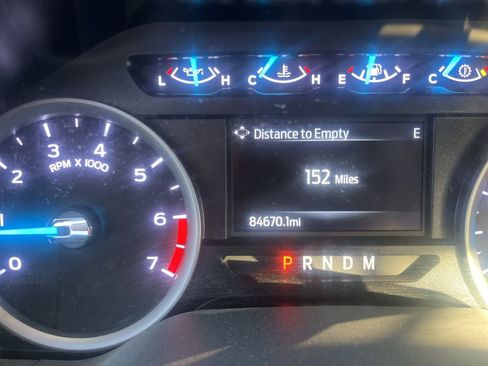 L H C H E F C
Distance to Empty E
152 Miles
84670.1mi
P R N D M
0 1 2 3 4 5 6 7
RPM X 1000